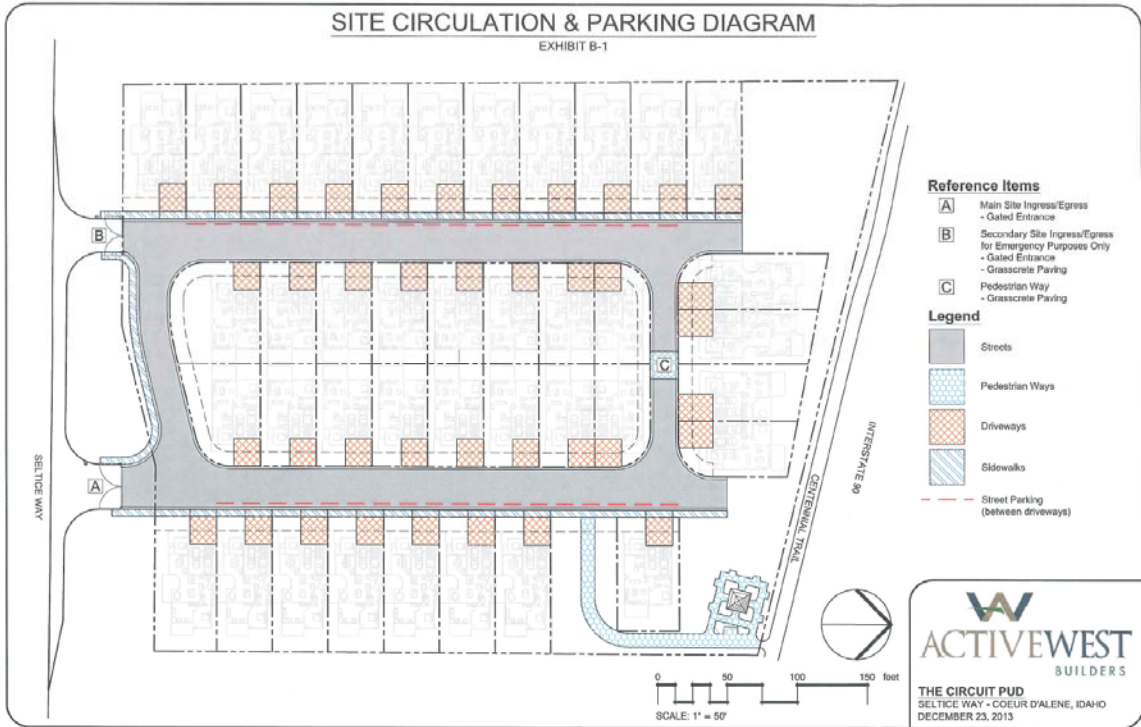 SITE CIRCULATION & PARKING DIAGRAM
EXHIBIT B-1
B
A
C
SELTICE WAY
CENTENNIAL TRAIL
INTERSTATE 90
Reference Items
A
Main Site Ingress/Egress
- Gated Entrance
B
Secondary Site Ingress/Egress
for Emergency Purposes Only
- Gated Entrance
- Grasscrete Paving
C
Pedestrian Way
- Grasscrete Paving
Legend
Streets
Pedestrian Ways
Driveways
Sidewalks
Street Parking
(between driveways)
0 50 100 150 feet
SCALE: 1" = 50'
ACTIVEWEST
BUILDERS
THE CIRCUIT PUD
SELTICE WAY - COEUR D'ALENE, IDAHO
DECEMBER 23, 2013